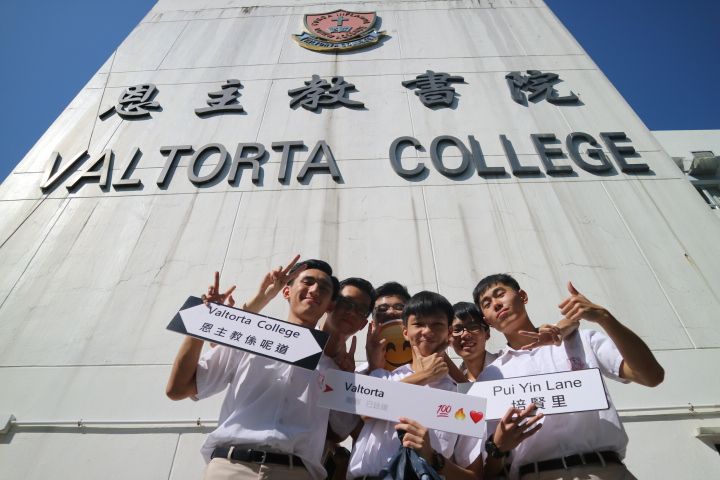 恩主教書院
VALTORTA COLLEGE
Valtorta College
恩主教係呢道
Valtorta
💯🔥❤️
Pui Yin Lane
培賢里